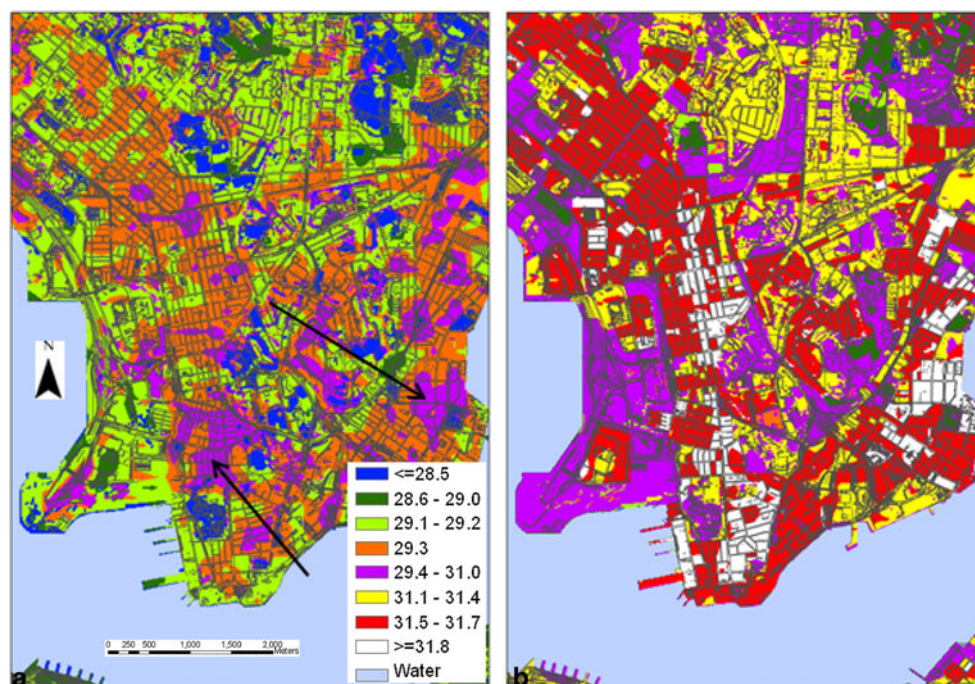 N
<=28.5
28.6 - 29.0
29.1 - 29.2
29.3
29.4 - 31.0
31.1 - 31.4
31.5 - 31.7
>=31.8
Water
0 250 500 1,000 1,500 2,000
Meters
a
b